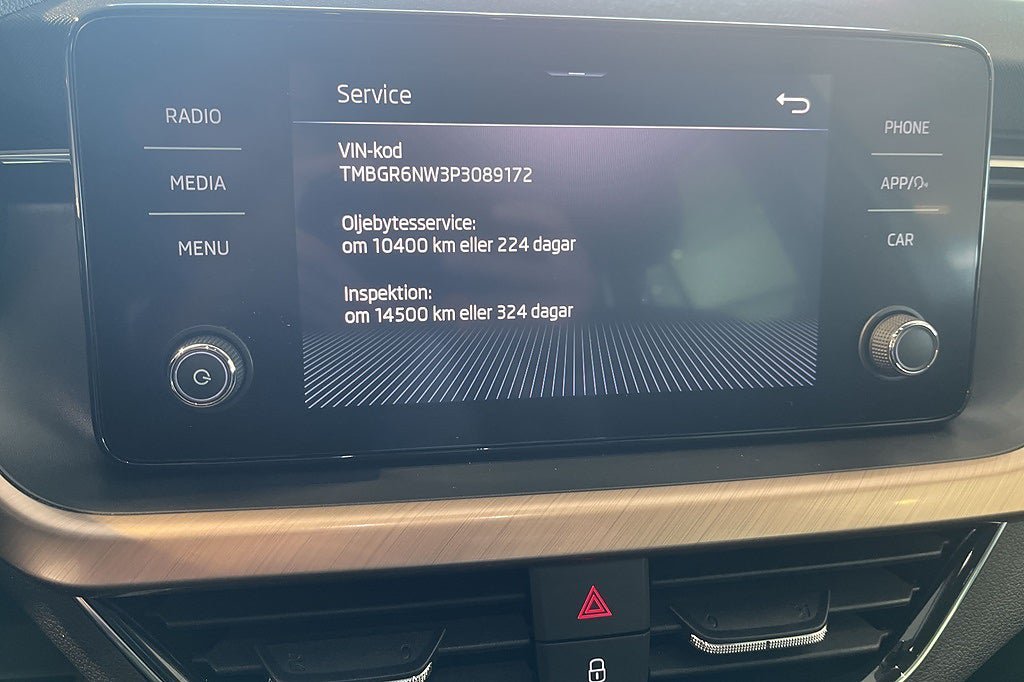 Service
RADIO
MEDIA
MENU
VIN-kod
TMBGR6NW3P3089172
Oljebytesservice:
om 10400 km eller 224 dagar
Inspektion:
om 14500 km eller 324 dagar
PHONE
APP/
CAR